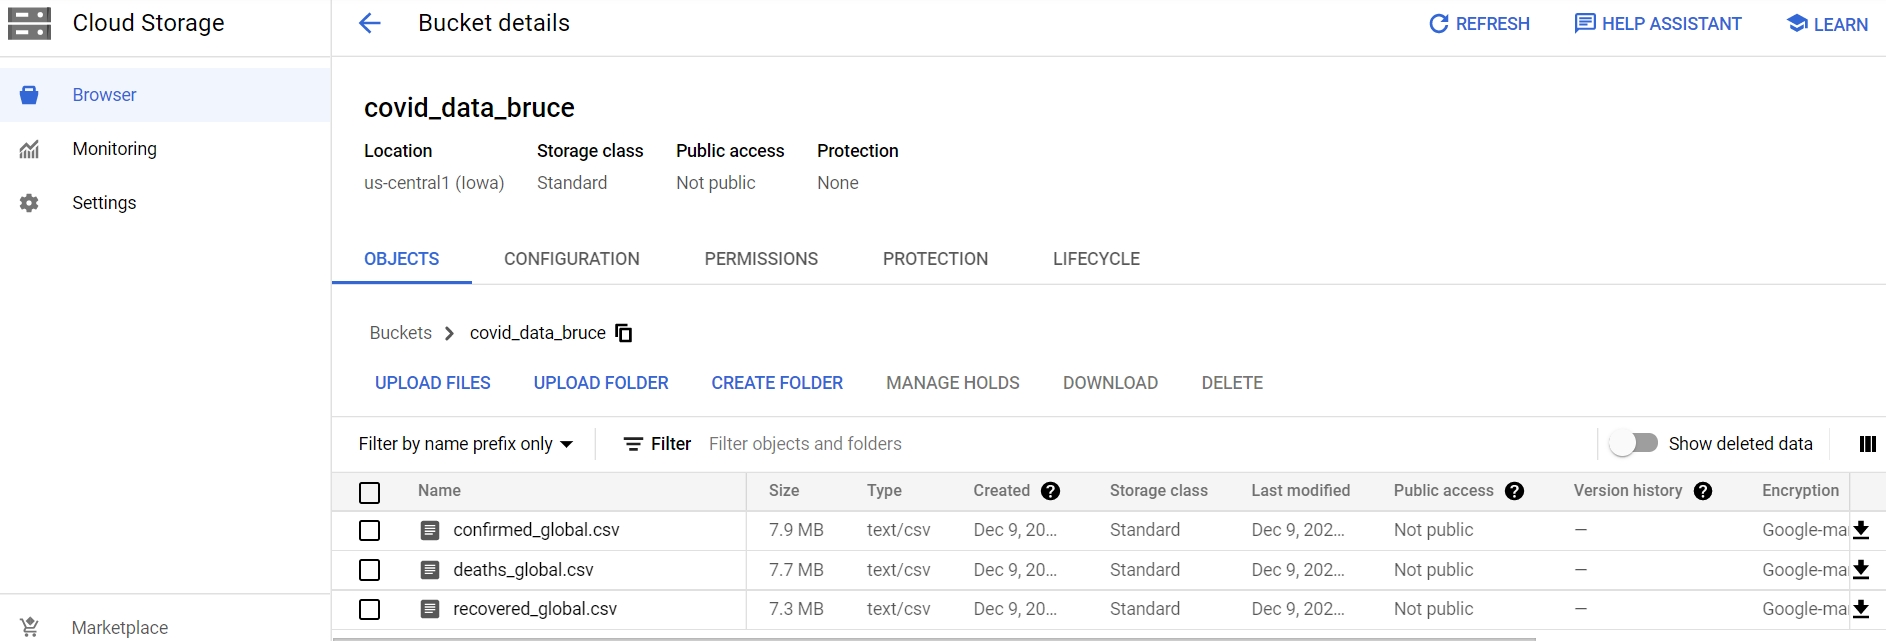 Cloud Storage
Bucket details
REFRESH
HELP ASSISTANT
LEARN
Browser
Monitoring
Settings
Marketplace
covid_data_bruce
Location Storage class Public access Protection
us-central1 (Iowa) Standard Not public None
OBJECTS CONFIGURATION PERMISSIONS PROTECTION LIFECYCLE
Buckets covid_data_bruce
UPLOAD FILES UPLOAD FOLDER CREATE FOLDER MANAGE HOLDS DOWNLOAD DELETE
Filter by name prefix only Filter Filter objects and folders Show deleted data
Name Size Type Created ? Storage class Last modified Public access ? Version history ? Encryption
confirmed_global.csv 7.9 MB text/csv Dec 9, 20... Standard Dec 9, 202... Not public — Google-ma
deaths_global.csv 7.7 MB text/csv Dec 9, 20... Standard Dec 9, 202... Not public — Google-ma
recovered_global.csv 7.3 MB text/csv Dec 9, 20... Standard Dec 9, 202... Not public — Google-ma